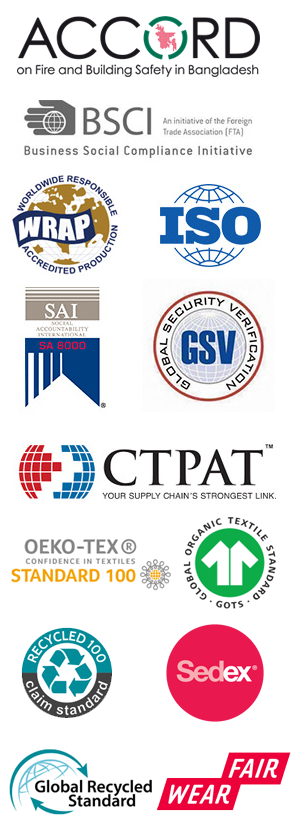 ACCORD
on Fire and Building Safety in Bangladesh
BSCI
An initiative of the Foreign
Trade Association (FTA)
Business Social Compliance Initiative
WORLDWIDE RESPONSIBLE
WRAP
ACCREDITED PRODUCTION
ISO
SAI
SOCIAL
ACCOUNTABILITY
INTERNATIONAL
SA 8000
®
GLOBAL SECURITY VERIFICATION
GSV
CTPAT™
YOUR SUPPLY CHAIN'S STRONGEST LINK.
OEKO-TEX®
CONFIDENCE IN TEXTILES
STANDARD 100
GLOBAL ORGANIC TEXTILE STANDARD
· GOTS ·
RECYCLED 100
claim standard
Sedex®
Global Recycled
Standard
FAIR
WEAR